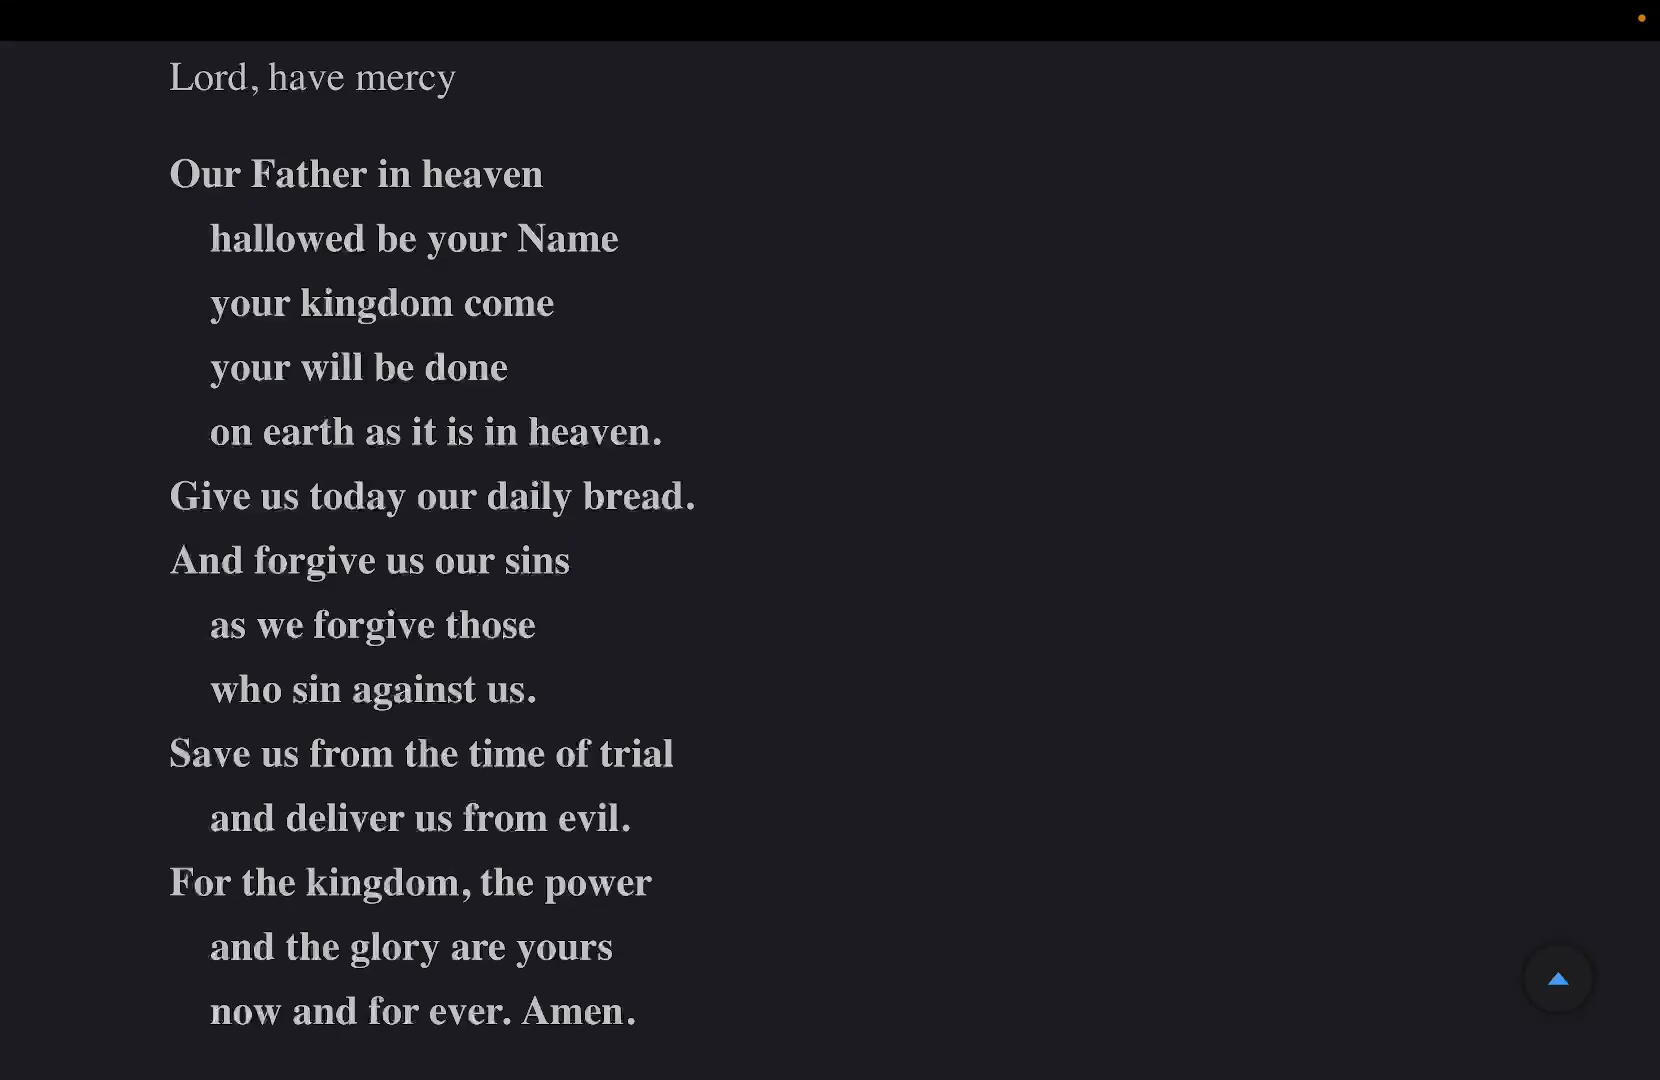 Lord, have mercy
Our Father in heaven
hallowed be your Name
your kingdom come
your will be done
on earth as it is in heaven.
Give us today our daily bread.
And forgive us our sins
as we forgive those
who sin against us.
Save us from the time of trial
and deliver us from evil.
For the kingdom, the power
and the glory are yours
now and for ever. Amen.